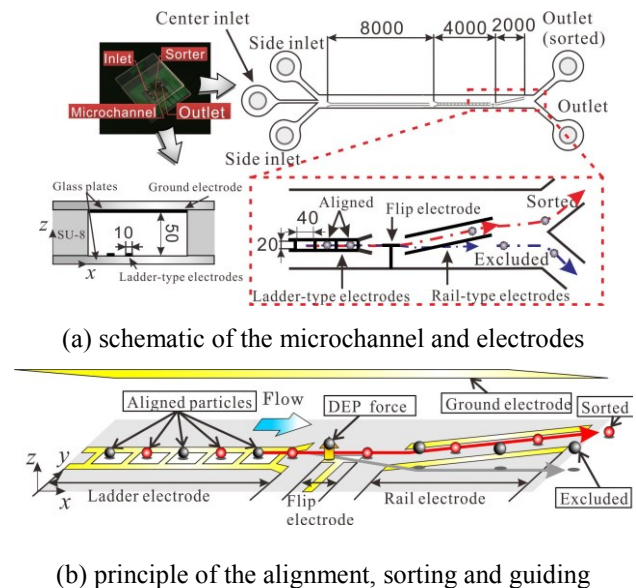 Center inlet
Side inlet
8000
4000
2000
Outlet
(sorted)
Inlet
Sorter
Microchannel
Outlet
Side inlet
Outlet
Glass plates
Ground electrode
SU-8
10
50
z
x
Ladder-type electrodes
40
Aligned
Flip electrode
Sorted
20
Excluded
Ladder-type electrodes
Rail-type electrodes
(a) schematic of the microchannel and electrodes
Aligned particles
Flow
DEP force
Ground electrode
Sorted
z
y
x
Ladder electrode
Flip
electrode
Rail electrode
Excluded
(b) principle of the alignment, sorting and guiding